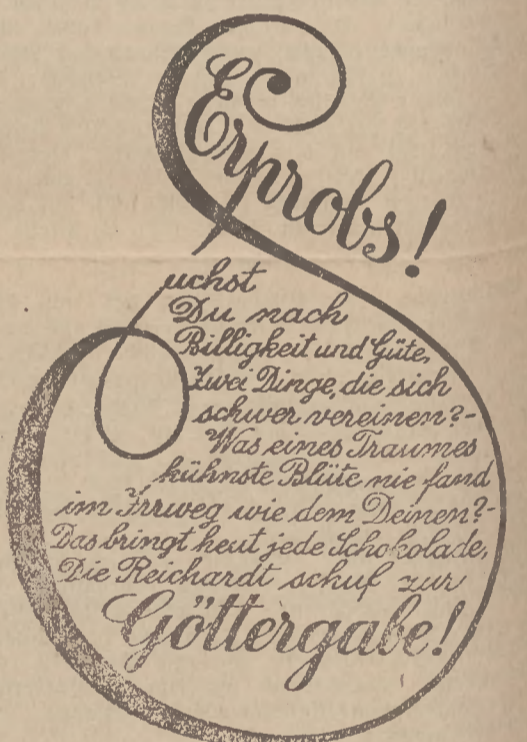 Erprobs!
Suchst
Du nach
Billigkeit und Güte,
Zwei Dinge, die sich
schwer vereinen?-
Was eines Traumes
kühnste Blüte nie fand
im Irrweg wie dem Deinen?-
Das bringt heut jede Schokolade,
Die Reichardt schuf zur
Göttergabe!